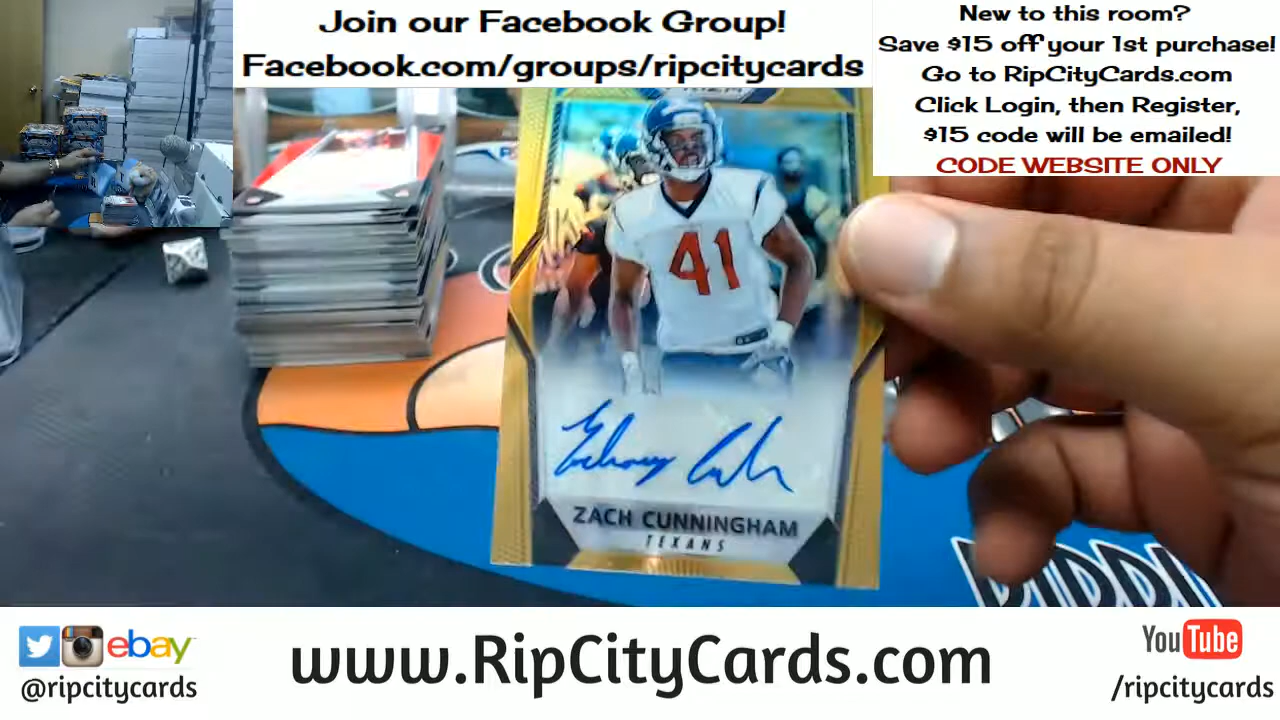 Join our Facebook Group!
Facebook.com/groups/ripcitycards
New to this room?
Save $15 off your 1st purchase!
Go to RipCityCards.com
Click Login, then Register,
$15 code will be emailed!
CODE WEBSITE ONLY
41
ZACH CUNNINGHAM
TEXANS
ebay
@ripcitycards
www.RipCityCards.com
YouTube
/ripcitycards